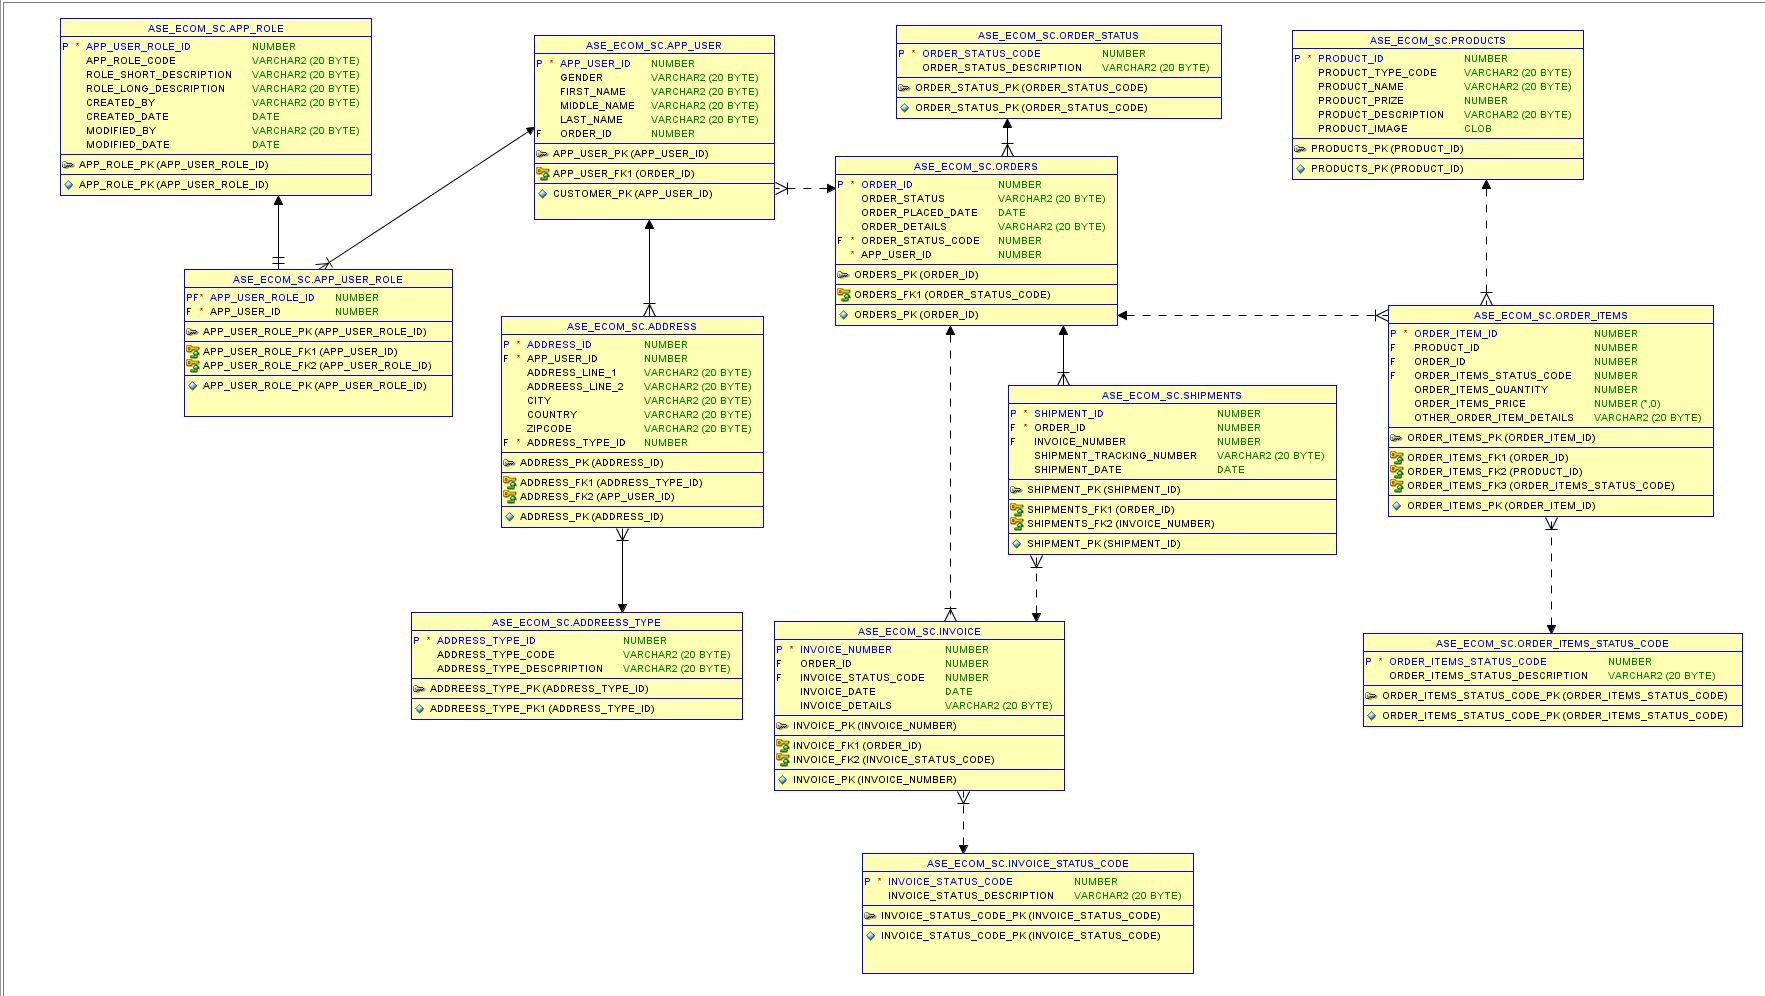 ASE_ECOM_SC.APP_ROLE
P * APP_USER_ROLE_ID NUMBER
APP_ROLE_CODE VARCHAR2 (20 BYTE)
ROLE_SHORT_DESCRIPTION VARCHAR2 (20 BYTE)
ROLE_LONG_DESCRIPTION VARCHAR2 (20 BYTE)
CREATED_BY VARCHAR2 (20 BYTE)
CREATED_DATE DATE
MODIFIED_BY VARCHAR2 (20 BYTE)
MODIFIED_DATE DATE
APP_ROLE_PK (APP_USER_ROLE_ID)
APP_ROLE_PK (APP_USER_ROLE_ID)
ASE_ECOM_SC.APP_USER
P * APP_USER_ID NUMBER
GENDER VARCHAR2 (20 BYTE)
FIRST_NAME VARCHAR2 (20 BYTE)
MIDDLE_NAME VARCHAR2 (20 BYTE)
LAST_NAME VARCHAR2 (20 BYTE)
F ORDER_ID NUMBER
APP_USER_PK (APP_USER_ID)
APP_USER_FK1 (ORDER_ID)
CUSTOMER_PK (APP_USER_ID)
ASE_ECOM_SC.ORDER_STATUS
P * ORDER_STATUS_CODE NUMBER
ORDER_STATUS_DESCRIPTION VARCHAR2 (20 BYTE)
ORDER_STATUS_PK (ORDER_STATUS_CODE)
ORDER_STATUS_PK (ORDER_STATUS_CODE)
ASE_ECOM_SC.PRODUCTS
P * PRODUCT_ID NUMBER
PRODUCT_TYPE_CODE VARCHAR2 (20 BYTE)
PRODUCT_NAME VARCHAR2 (20 BYTE)
PRODUCT_PRIZE NUMBER
PRODUCT_DESCRIPTION VARCHAR2 (20 BYTE)
PRODUCT_IMAGE CLOB
PRODUCTS_PK (PRODUCT_ID)
PRODUCTS_PK (PRODUCT_ID)
ASE_ECOM_SC.ORDERS
P * ORDER_ID NUMBER
ORDER_STATUS VARCHAR2 (20 BYTE)
ORDER_PLACED_DATE DATE
ORDER_DETAILS VARCHAR2 (20 BYTE)
F * ORDER_STATUS_CODE NUMBER
* APP_USER_ID NUMBER
ORDERS_PK (ORDER_ID)
ORDERS_FK1 (ORDER_STATUS_CODE)
ORDERS_PK (ORDER_ID)
ASE_ECOM_SC.APP_USER_ROLE
PF* APP_USER_ROLE_ID NUMBER
F * APP_USER_ID NUMBER
APP_USER_ROLE_PK (APP_USER_ROLE_ID)
APP_USER_ROLE_FK1 (APP_USER_ID)
APP_USER_ROLE_FK2 (APP_USER_ROLE_ID)
APP_USER_ROLE_PK (APP_USER_ROLE_ID)
ASE_ECOM_SC.ADDRESS
P * ADDRESS_ID NUMBER
F * APP_USER_ID NUMBER
ADDRESS_LINE_1 VARCHAR2 (20 BYTE)
ADDREESS_LINE_2 VARCHAR2 (20 BYTE)
CITY VARCHAR2 (20 BYTE)
COUNTRY VARCHAR2 (20 BYTE)
ZIPCODE VARCHAR2 (20 BYTE)
F * ADDRESS_TYPE_ID NUMBER
ADDRESS_PK (ADDRESS_ID)
ADDRESS_FK1 (ADDRESS_TYPE_ID)
ADDRESS_FK2 (APP_USER_ID)
ADDRESS_PK (ADDRESS_ID)
ASE_ECOM_SC.ORDER_ITEMS
P * ORDER_ITEM_ID NUMBER
F PRODUCT_ID NUMBER
F ORDER_ID NUMBER
F ORDER_ITEMS_STATUS_CODE NUMBER
ORDER_ITEMS_QUANTITY NUMBER
ORDER_ITEMS_PRICE NUMBER (*,0)
OTHER_ORDER_ITEM_DETAILS VARCHAR2 (20 BYTE)
ORDER_ITEMS_PK (ORDER_ITEM_ID)
ORDER_ITEMS_FK1 (ORDER_ID)
ORDER_ITEMS_FK2 (PRODUCT_ID)
ORDER_ITEMS_FK3 (ORDER_ITEMS_STATUS_CODE)
ORDER_ITEMS_PK (ORDER_ITEM_ID)
ASE_ECOM_SC.SHIPMENTS
P * SHIPMENT_ID NUMBER
F * ORDER_ID NUMBER
F INVOICE_NUMBER NUMBER
SHIPMENT_TRACKING_NUMBER VARCHAR2 (20 BYTE)
SHIPMENT_DATE DATE
SHIPMENT_PK (SHIPMENT_ID)
SHIPMENTS_FK1 (ORDER_ID)
SHIPMENTS_FK2 (INVOICE_NUMBER)
SHIPMENT_PK (SHIPMENT_ID)
ASE_ECOM_SC.ADDREESS_TYPE
P * ADDRESS_TYPE_ID NUMBER
ADDRESS_TYPE_CODE VARCHAR2 (20 BYTE)
ADDRESS_TYPE_DESCPRIPTION VARCHAR2 (20 BYTE)
ADDREESS_TYPE_PK (ADDRESS_TYPE_ID)
ADDREESS_TYPE_PK1 (ADDRESS_TYPE_ID)
ASE_ECOM_SC.INVOICE
P * INVOICE_NUMBER NUMBER
F ORDER_ID NUMBER
F INVOICE_STATUS_CODE NUMBER
INVOICE_DATE DATE
INVOICE_DETAILS VARCHAR2 (20 BYTE)
INVOICE_PK (INVOICE_NUMBER)
INVOICE_FK1 (ORDER_ID)
INVOICE_FK2 (INVOICE_STATUS_CODE)
INVOICE_PK (INVOICE_NUMBER)
ASE_ECOM_SC.ORDER_ITEMS_STATUS_CODE
P * ORDER_ITEMS_STATUS_CODE NUMBER
ORDER_ITEMS_STATUS_DESCRIPTION VARCHAR2 (20 BYTE)
ORDER_ITEMS_STATUS_CODE_PK (ORDER_ITEMS_STATUS_CODE)
ORDER_ITEMS_STATUS_CODE_PK (ORDER_ITEMS_STATUS_CODE)
ASE_ECOM_SC.INVOICE_STATUS_CODE
P * INVOICE_STATUS_CODE NUMBER
INVOICE_STATUS_DESCRIPTION VARCHAR2 (20 BYTE)
INVOICE_STATUS_CODE_PK (INVOICE_STATUS_CODE)
INVOICE_STATUS_CODE_PK (INVOICE_STATUS_CODE)